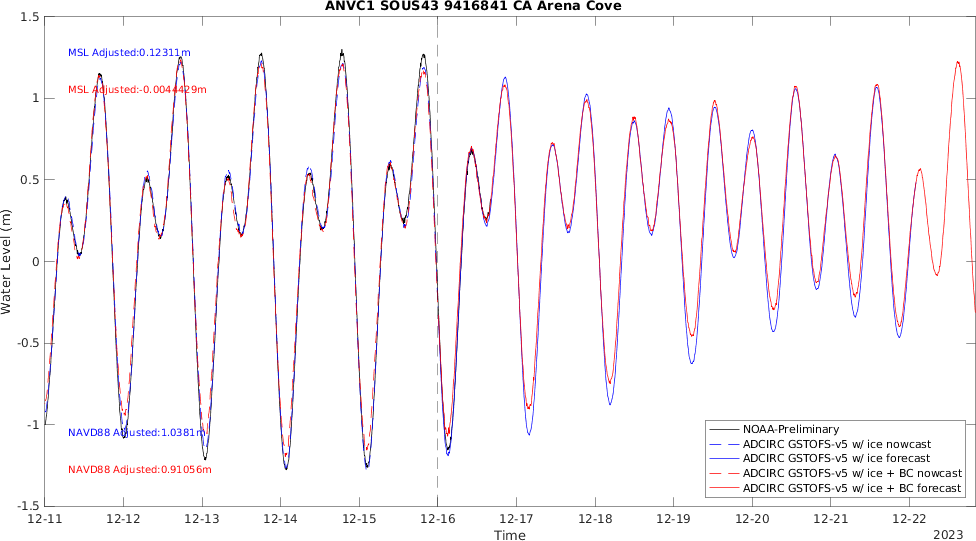 ANVC1 SOUS43 9416841 CA Arena Cove
1.5
1
0.5
0
-0.5
-1
-1.5
Water Level (m)
MSL Adjusted:0.12311m
MSL Adjusted:-0.0044429m
NAVD88 Adjusted:1.0381m
NAVD88 Adjusted:0.91056m
NOAA-Preliminary
ADCIRC GSTOFS-v5 w/ ice nowcast
ADCIRC GSTOFS-v5 w/ ice forecast
ADCIRC GSTOFS-v5 w/ ice + BC nowcast
ADCIRC GSTOFS-v5 w/ ice + BC forecast
12-11 12-12 12-13 12-14 12-15 12-16 12-17 12-18 12-19 12-20 12-21 12-22
Time
2023